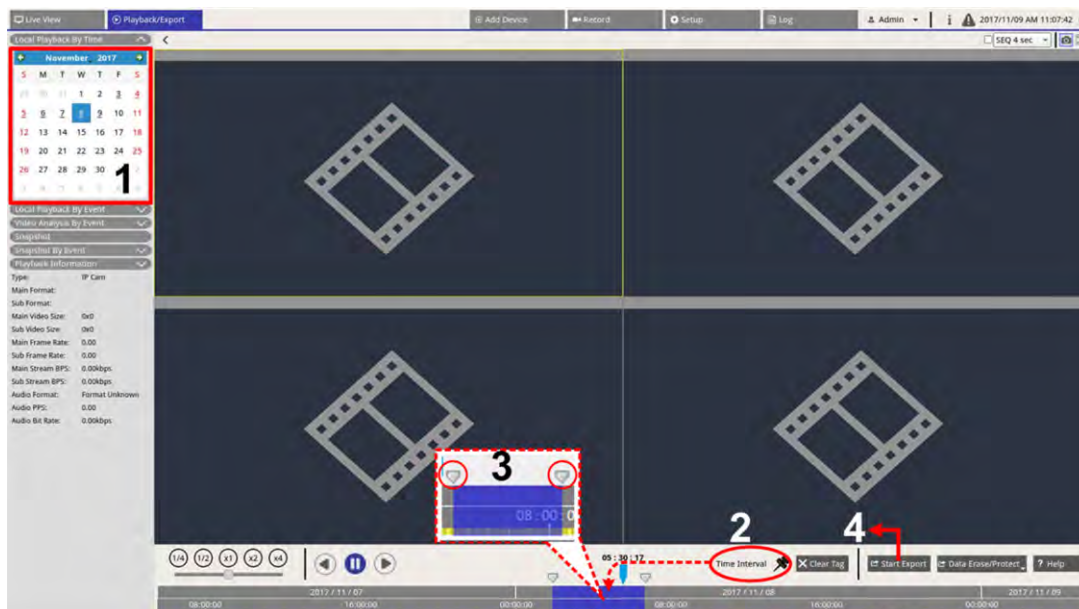 Live View
Playback/Export
Add Device
Record
Setup
Log
Admin
i
2017/11/09 AM 11:07:42
Local Playback By Time
SEQ 4 sec
November 2017
S M T W T F S
29 30 31 1 2 3 4
5 6 7 8 9 10 11
12 13 14 15 16 17 18
19 20 21 22 23 24 25
26 27 28 29 30 2
1
Local Playback By Event
Video Analysis By Event
Snapshot
Snapshot By Event
Playback Information
Type: IP Cam
Main Format:
Sub Format:
Main Video Size: 0x0
Sub Video Size: 0x0
Main Frame Rate: 0.00
Sub Frame Rate: 0.00
Main Stream BPS: 0.00kbps
Sub Stream BPS: 0.00kbps
Audio Format: Format Unknown
Audio PPS: 0.00
Audio Bit Rate: 0.00kbps
3
08:00:0
2
4
1/4 1/2 x1 x2 x4
05:30:17
Time Interval
Clear Tag
Start Export
Data Erase/Protect
? Help
2017/11/07
2017/11/08
2017/11/09
08:00:00
16:00:00
00:00:00
08:00:00
16:00:00
00:00:00